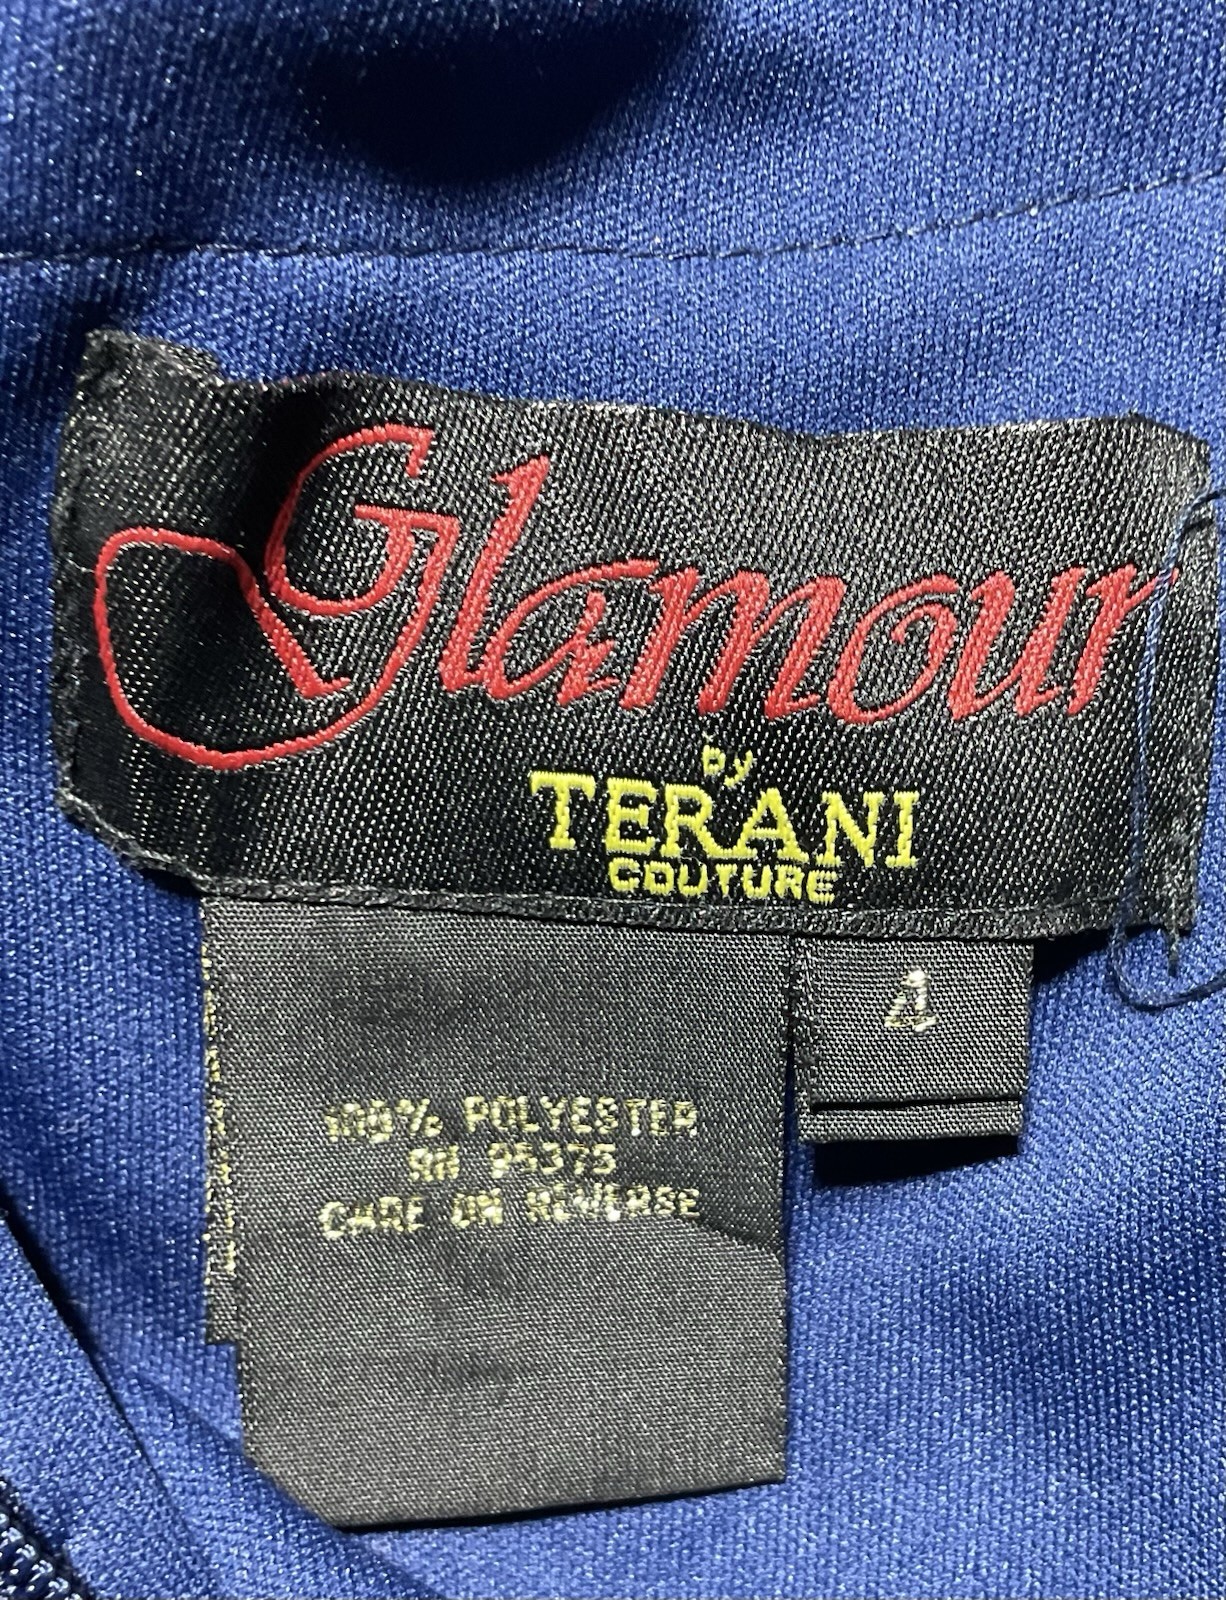 Glamour
by
TERANI
COUTURE
4
100% POLYESTER
RN 95375
CARE ON REVERSE